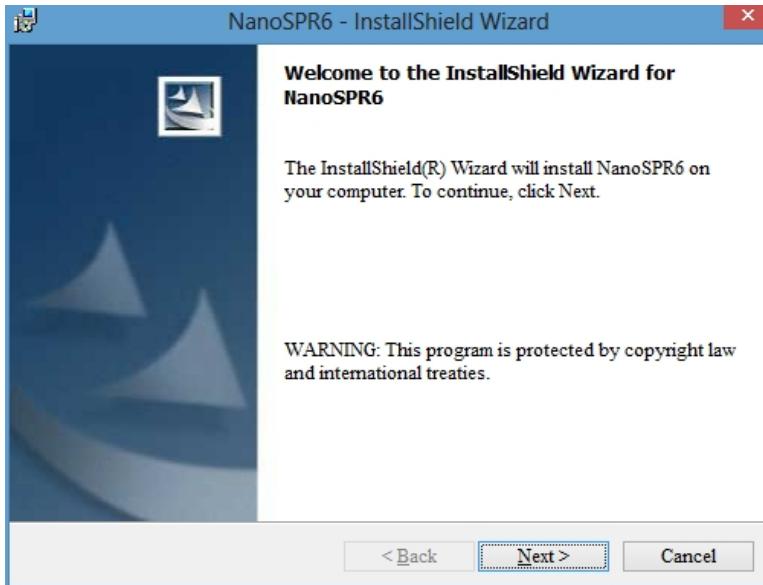 NanoSPR6 - InstallShield Wizard
Welcome to the InstallShield Wizard for
NanoSPR6
The InstallShield(R) Wizard will install NanoSPR6 on
your computer. To continue, click Next.
WARNING: This program is protected by copyright law
and international treaties.
< Back Next > Cancel